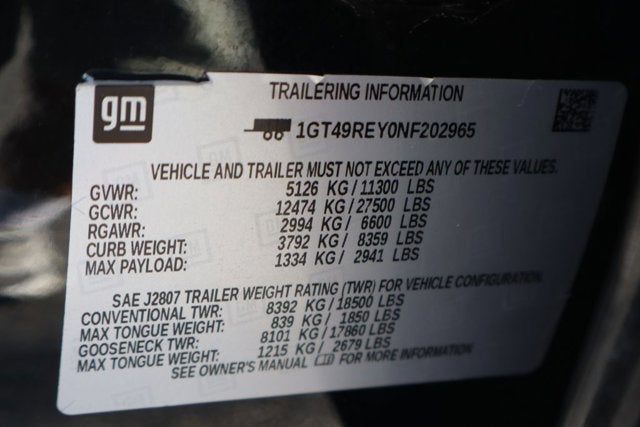 gm
TRAILERING INFORMATION
1GT49REY0NF202965
VEHICLE AND TRAILER MUST NOT EXCEED ANY OF THESE VALUES.
GVWR: 5126 KG / 11300 LBS
GCWR: 12474 KG / 27500 LBS
RGAWR: 2994 KG / 6600 LBS
CURB WEIGHT: 3792 KG / 8359 LBS
MAX PAYLOAD: 1334 KG / 2941 LBS
SAE J2807 TRAILER WEIGHT RATING (TWR) FOR VEHICLE CONFIGURATION
CONVENTIONAL TWR: 8392 KG / 18500 LBS
MAX TONGUE WEIGHT: 839 KG / 1850 LBS
GOOSENECK TWR: 8101 KG / 17860 LBS
MAX TONGUE WEIGHT: 1215 KG / 2679 LBS
SEE OWNER'S MANUAL FOR MORE INFORMATION